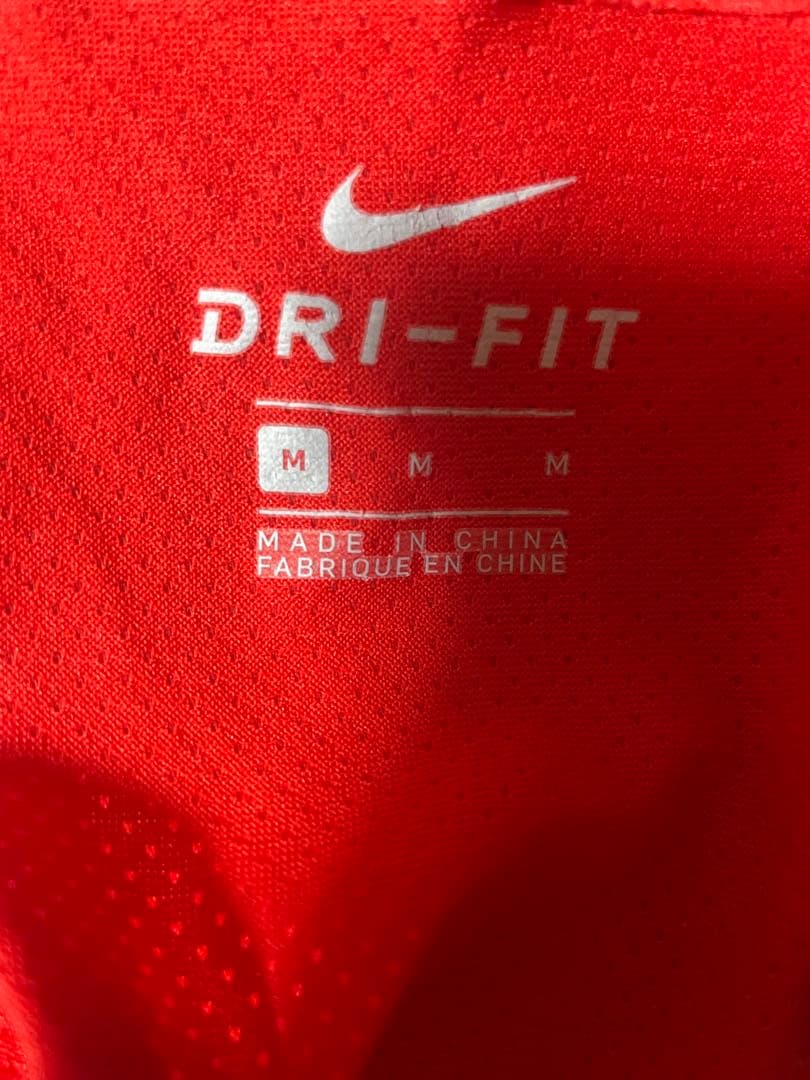 DRI-FIT
M M M
MADE IN CHINA
FABRIQUE EN CHINE